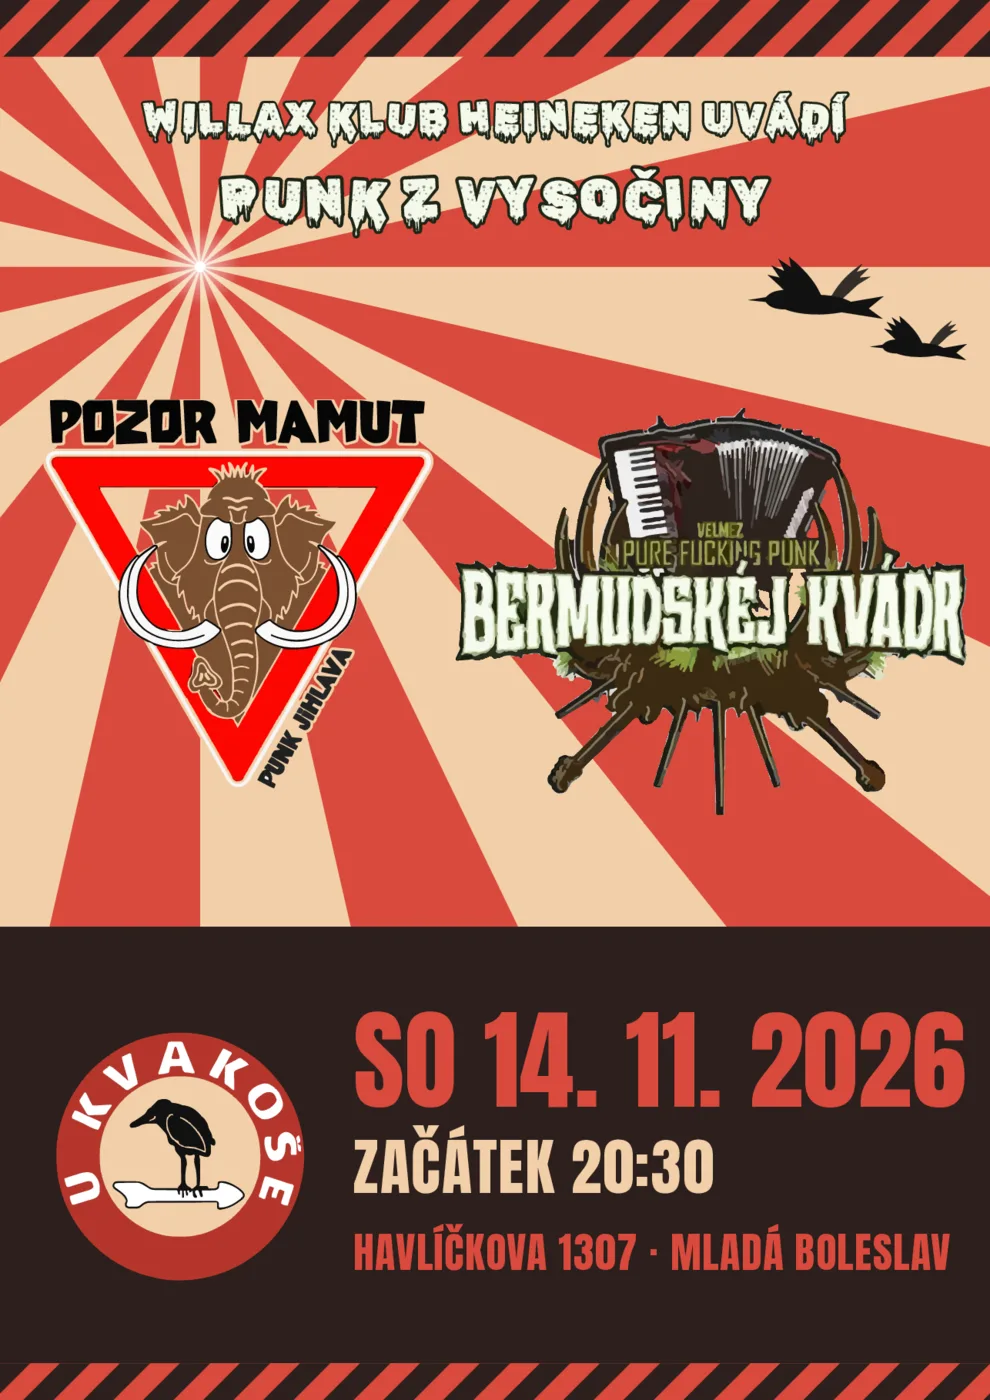 WILLAX KLUB HEINEKEN UVÁDÍ
PUNK Z VYSOČINY
POZOR MAMUT
PUNK JIHLAVA
VELMEZ
PURE FUCKING PUNK
BERMUĎSKÉJ KVÁDR
U KVAKOŠE
SO 14. 11. 2026
ZAČÁTEK 20:30
HAVLÍČKOVA 1307 · MLADÁ BOLESLAV